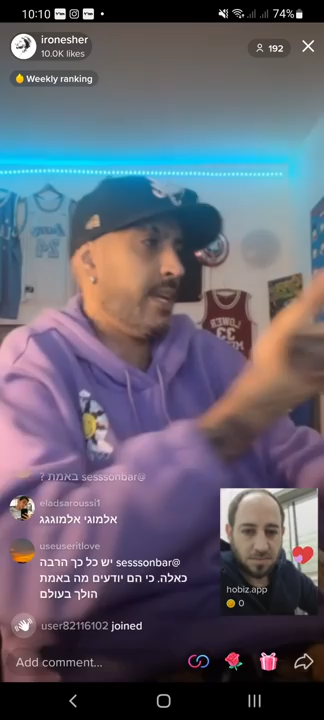 10:10
74%
ironesher
10.0K likes
192
Weekly ranking
@sesssonbar באמת ?
eladsaroussi1
אלמוגי אלמוגגג
useuseritlove
@sesssonbar יש כל כך הרבה
כאלה. כי הם יודעים מה באמת
הולך בעולם
hobiz.app
0
user82116102 joined
Add comment...